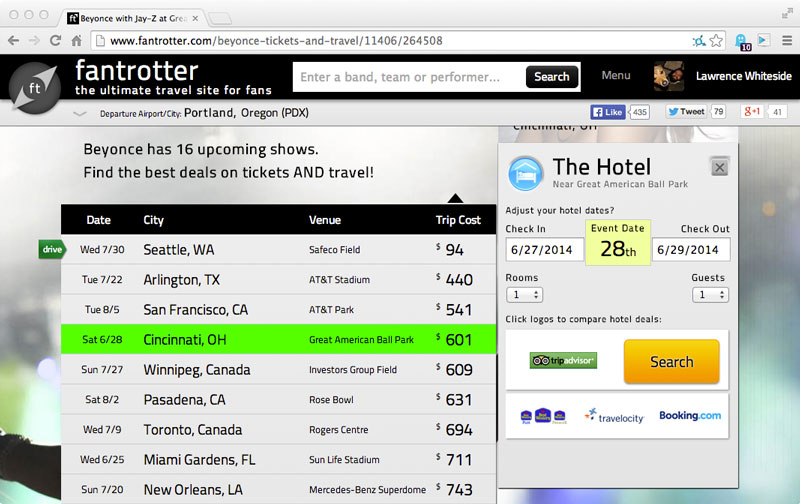 ft Beyonce with Jay-Z at Grea
www.fantrotter.com/beyonce-tickets-and-travel/11406/264508
10
ft
fantrotter
the ultimate travel site for fans
Enter a band, team or performer...
Search
Menu
Lawrence Whiteside
Departure Airport/City: Portland, Oregon (PDX)
Like 435
Tweet 79
g+1 41
Beyonce has 16 upcoming shows.
Find the best deals on tickets AND travel!
Date City Venue Trip Cost
drive Wed 7/30 Seattle, WA Safeco Field $ 94
Tue 7/22 Arlington, TX AT&T Stadium $ 440
Tue 8/5 San Francisco, CA AT&T Park $ 541
Sat 6/28 Cincinnati, OH Great American Ball Park $ 601
Sun 7/27 Winnipeg, Canada Investors Group Field $ 609
Sat 8/2 Pasadena, CA Rose Bowl $ 631
Wed 7/9 Toronto, Canada Rogers Centre $ 694
Wed 6/25 Miami Gardens, FL Sun Life Stadium $ 711
Sun 7/20 New Orleans, LA Mercedes-Benz Superdome $ 743
Cincinnati, OH
The Hotel
Near Great American Ball Park
Adjust your hotel dates?
Check In Event Date Check Out
6/27/2014 28th 6/29/2014
Rooms Guests
1 1
Click logos to compare hotel deals:
tripadvisor
Search
travelocity
Booking.com